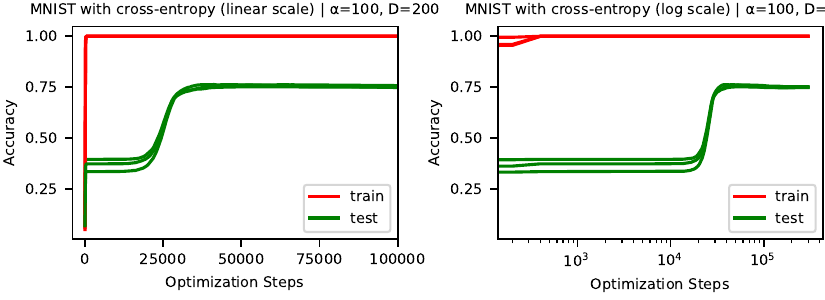 MNIST with cross-entropy (linear scale) | α=100, D=200
1.00
0.75
0.50
0.25
Accuracy
train
test
0
25000
50000
75000
100000
Optimization Steps
MNIST with cross-entropy (log scale) | α=100, D=
1.00
0.75
0.50
0.25
Accuracy
train
test
10³
10⁴
10⁵
Optimization Steps